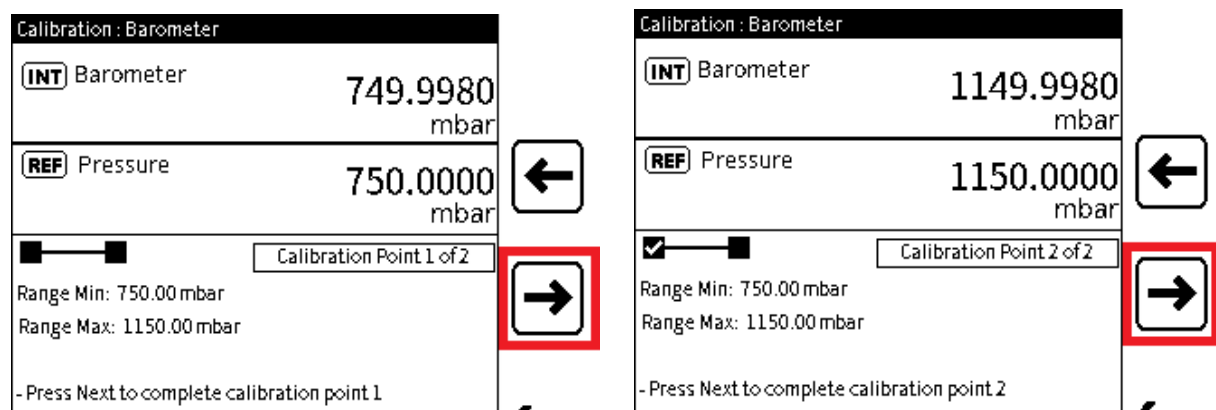 Calibration : Barometer
INT Barometer
749.9980
mbar
REF Pressure
750.0000
mbar
Calibration Point 1 of 2
Range Min: 750.00 mbar
Range Max: 1150.00 mbar
- Press Next to complete calibration point 1
Calibration : Barometer
INT Barometer
1149.9980
mbar
REF Pressure
1150.0000
mbar
Calibration Point 2 of 2
Range Min: 750.00 mbar
Range Max: 1150.00 mbar
- Press Next to complete calibration point 2